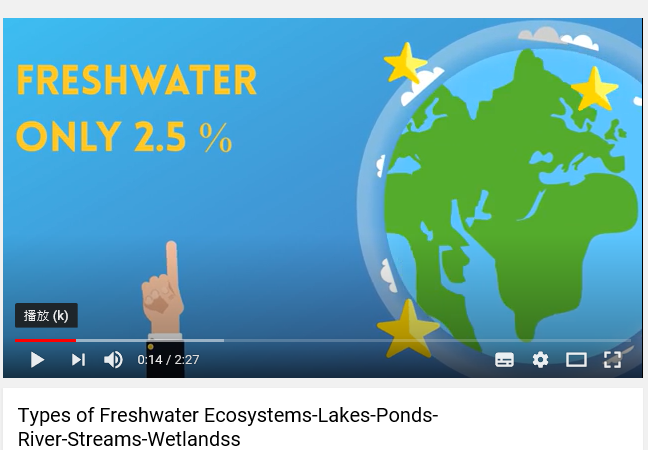 FRESHWATER
ONLY 2.5 %
播放 (k)
0:14 / 2:27
Types of Freshwater Ecosystems-Lakes-Ponds-
River-Streams-Wetlandss